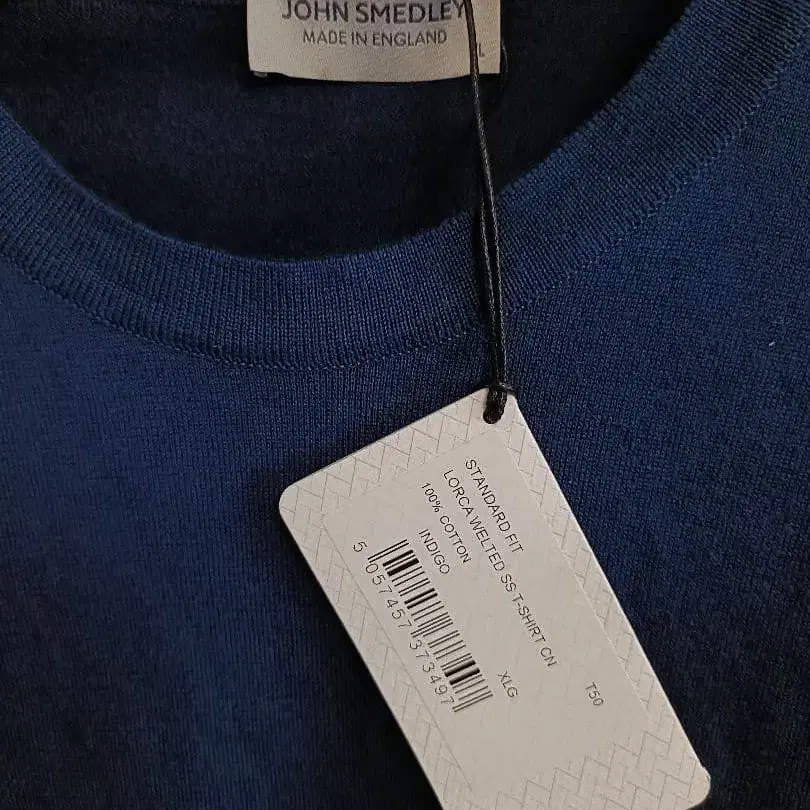 JOHN SMEDLEY
MADE IN ENGLAND
STANDARD FIT
LORCA WELTED SS T-SHIRT CN
T50
100% COTTON
INDIGO
XLG
5 057457 373497